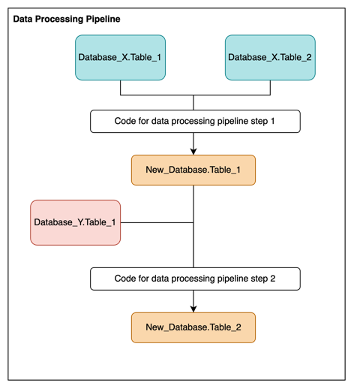 Data Processing Pipeline
Database_X.Table_1
Database_X.Table_2
Code for data processing pipeline step 1
New_Database.Table_1
Database_Y.Table_1
Code for data processing pipeline step 2
New_Database.Table_2